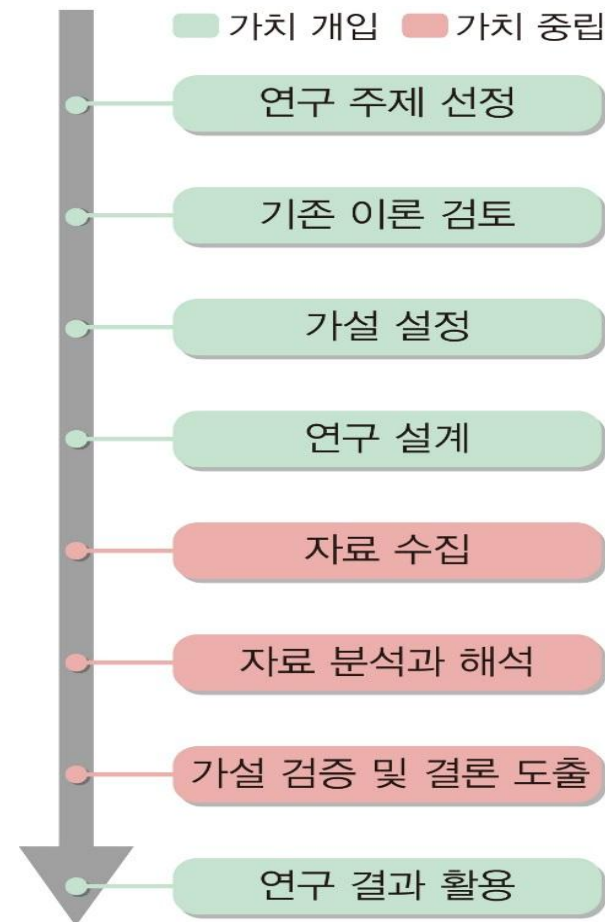 가치 개입 가치 중립
연구 주제 선정
기존 이론 검토
가설 설정
연구 설계
자료 수집
자료 분석과 해석
가설 검증 및 결론 도출
연구 결과 활용